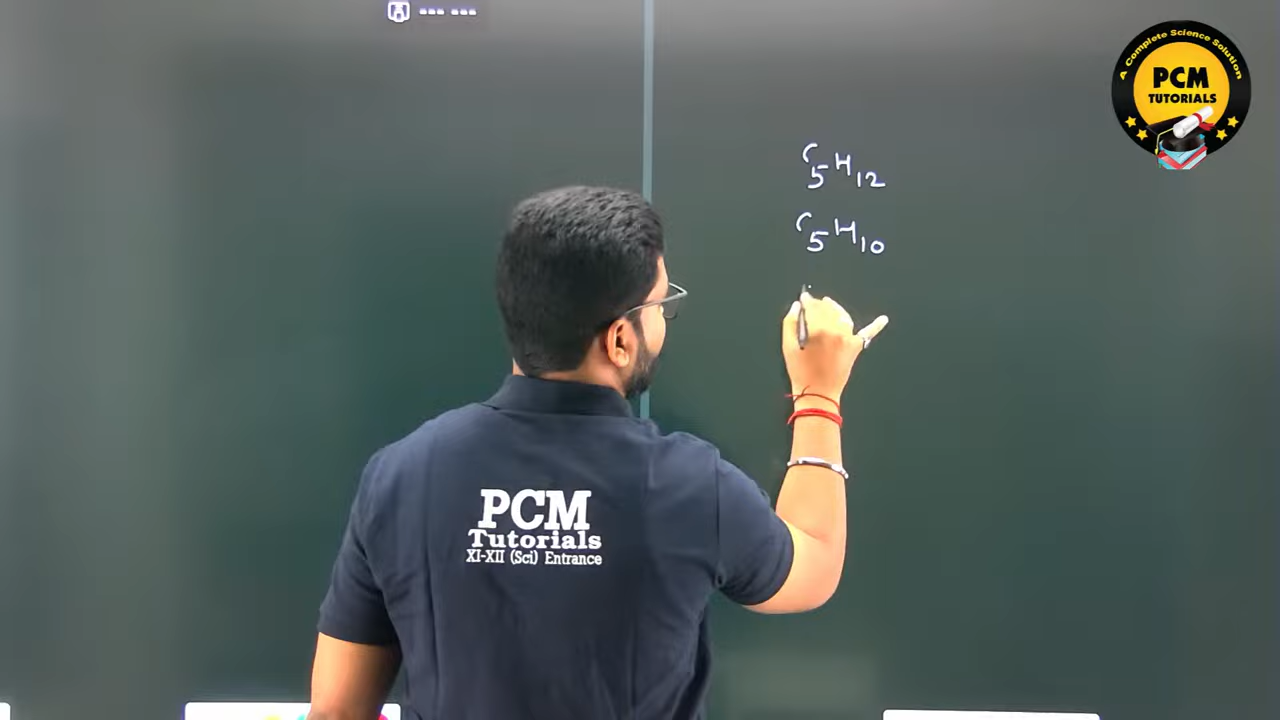 A Complete Science Solution
PCM
TUTORIALS
C5H12
C5H10
PCM
Tutorials
XI-XII (Sci) Entrance